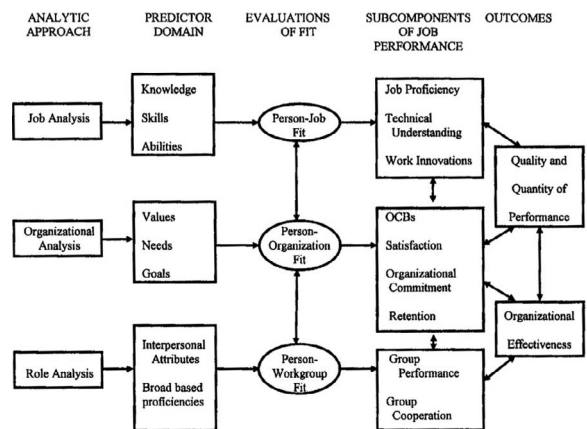 ANALYTIC
APPROACH
PREDICTOR
DOMAIN
EVALUATIONS
OF FIT
SUBCOMPONENTS
OF JOB
PERFORMANCE
OUTCOMES
Job Analysis
Knowledge
Skills
Abilities
Person-Job
Fit
Job Proficiency
Technical
Understanding
Work Innovations
Quality and
Quantity of
Performance
Organizational
Analysis
Values
Needs
Goals
Person-
Organization
Fit
OCBs
Satisfaction
Organizational
Commitment
Retention
Organizational
Effectiveness
Role Analysis
Interpersonal
Attributes
Broad based
proficiencies
Person-
Workgroup
Fit
Group
Performance
Group
Cooperation